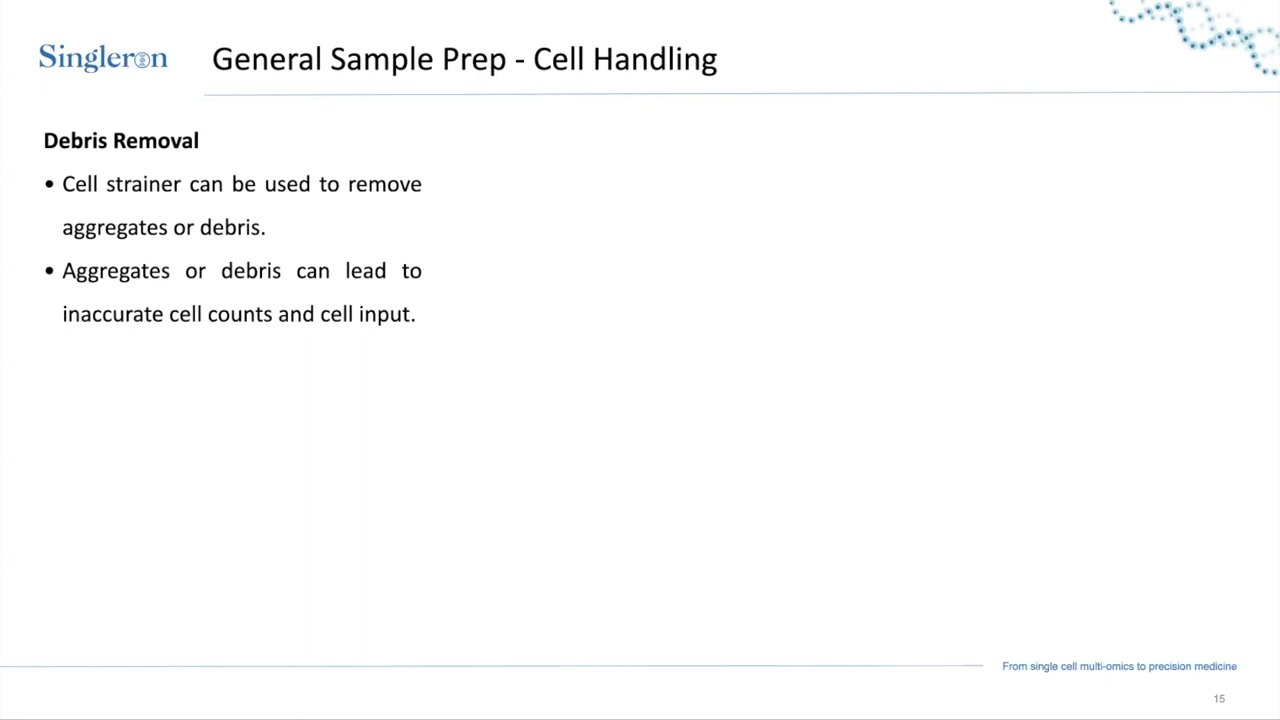 Singleron
General Sample Prep - Cell Handling
Debris Removal
• Cell strainer can be used to remove
aggregates or debris.
• Aggregates or debris can lead to
inaccurate cell counts and cell input.
From single cell multi-omics to precision medicine
15